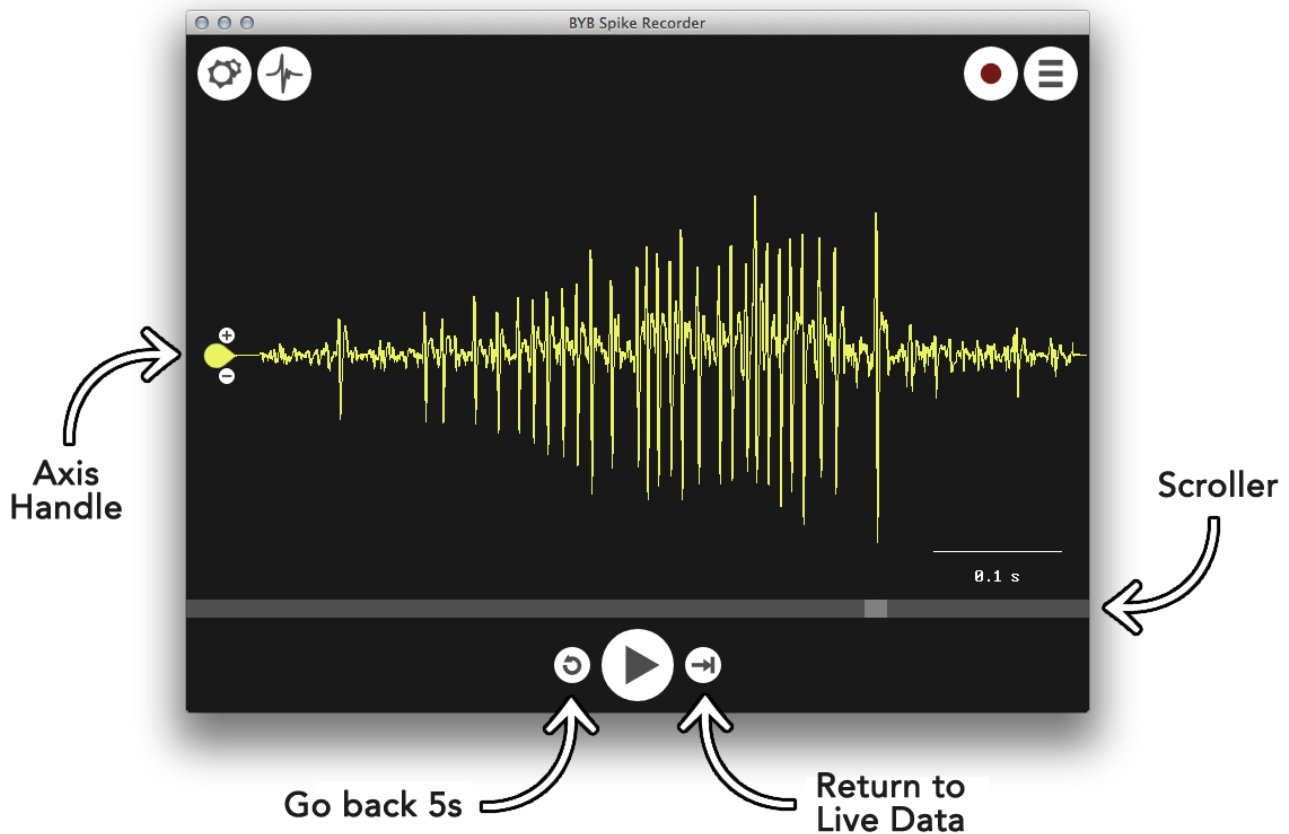 BYB Spike Recorder
+
−
Axis
Handle
Scroller
0.1 s
Go back 5s
Return to
Live Data